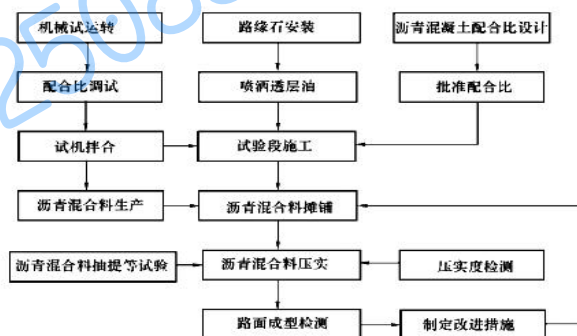 机械试运转
路缘石安装
沥青混凝土配合比设计
配合比调试
喷洒透层油
批准配合比
试机拌合
试验段施工
沥青混合料生产
沥青混合料摊铺
沥青混合料抽提等试验
沥青混合料压实
压实度检测
路面成型检测
制定改进措施